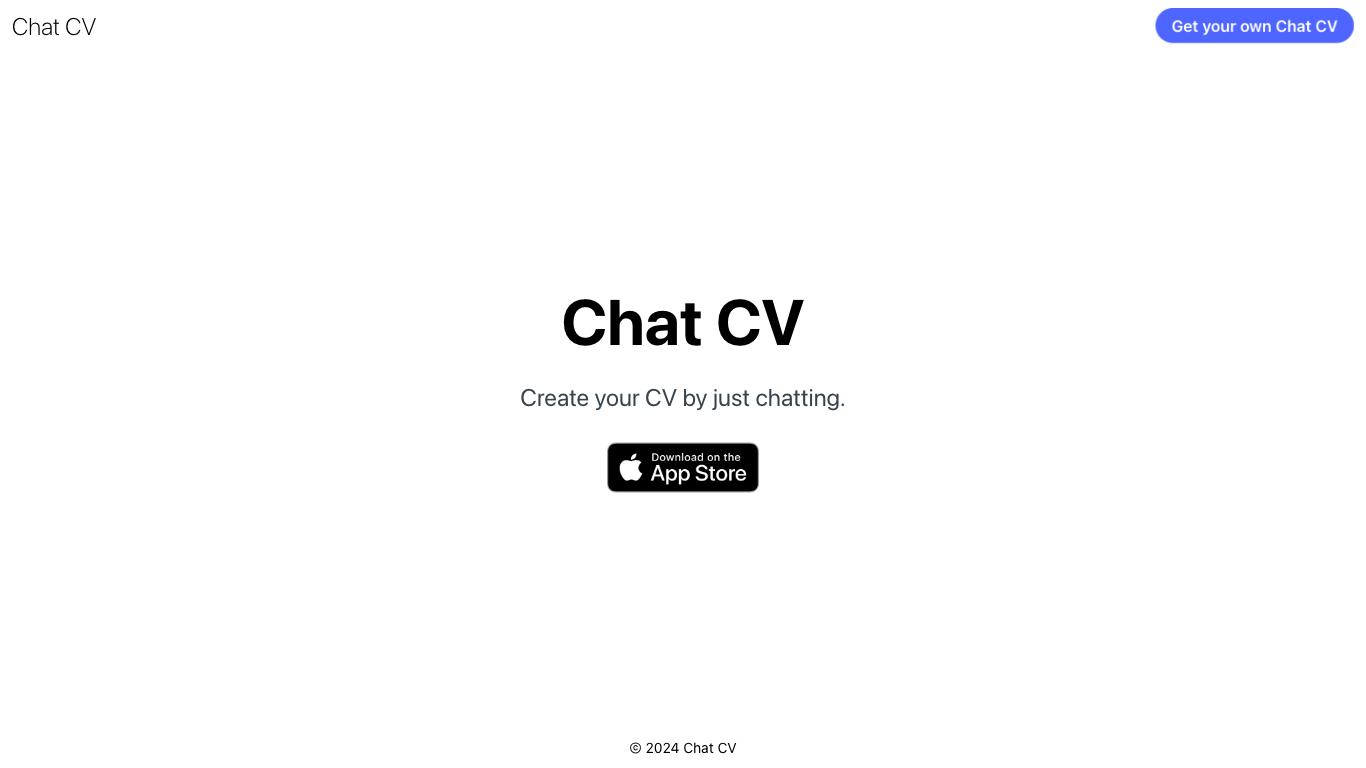 Chat CV
Get your own Chat CV
Chat CV
Create your CV by just chatting.
Download on the
App Store
© 2024 Chat CV